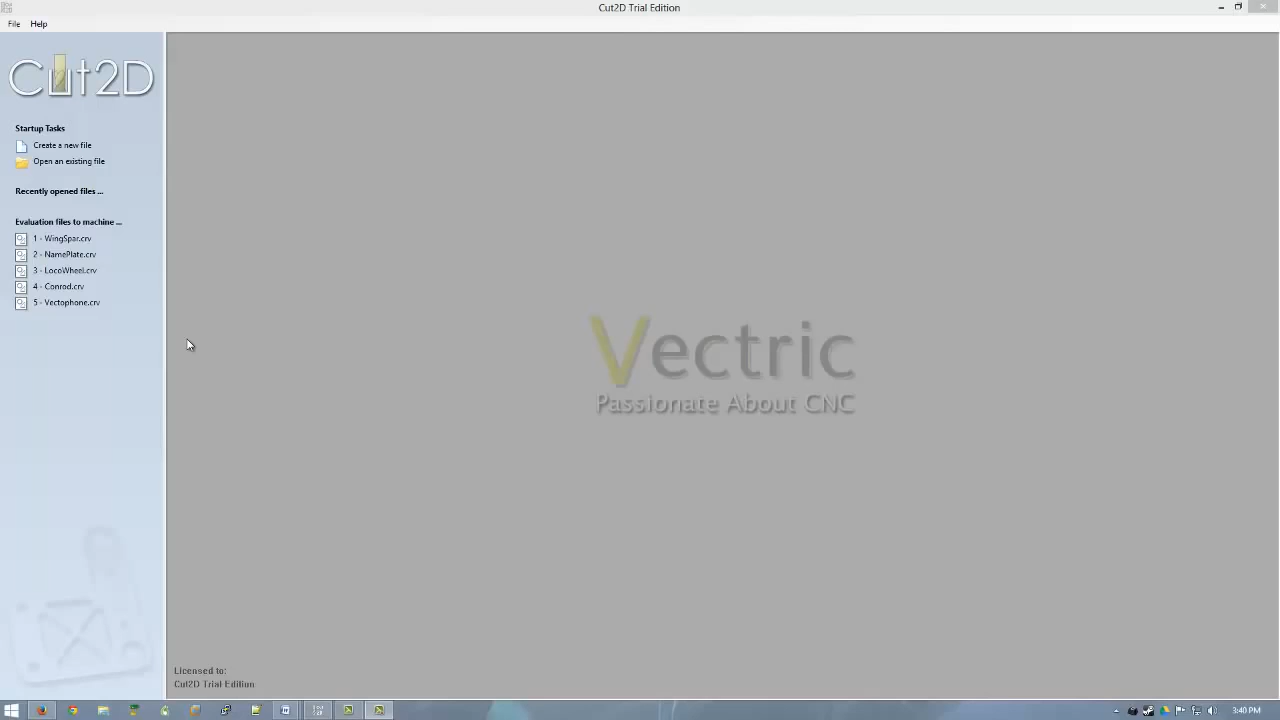 Cut2D Trial Edition
File Help
Cut2D
Startup Tasks
Create a new file
Open an existing file
Recently opened files ...
Evaluation files to machine ...
1 - WingSpar.crv
2 - NamePlate.crv
3 - LocoWheel.crv
4 - Conrod.crv
5 - Vectophone.crv
Vectric
Passionate About CNC
Licensed to:
Cut2D Trial Edition
3:40 PM